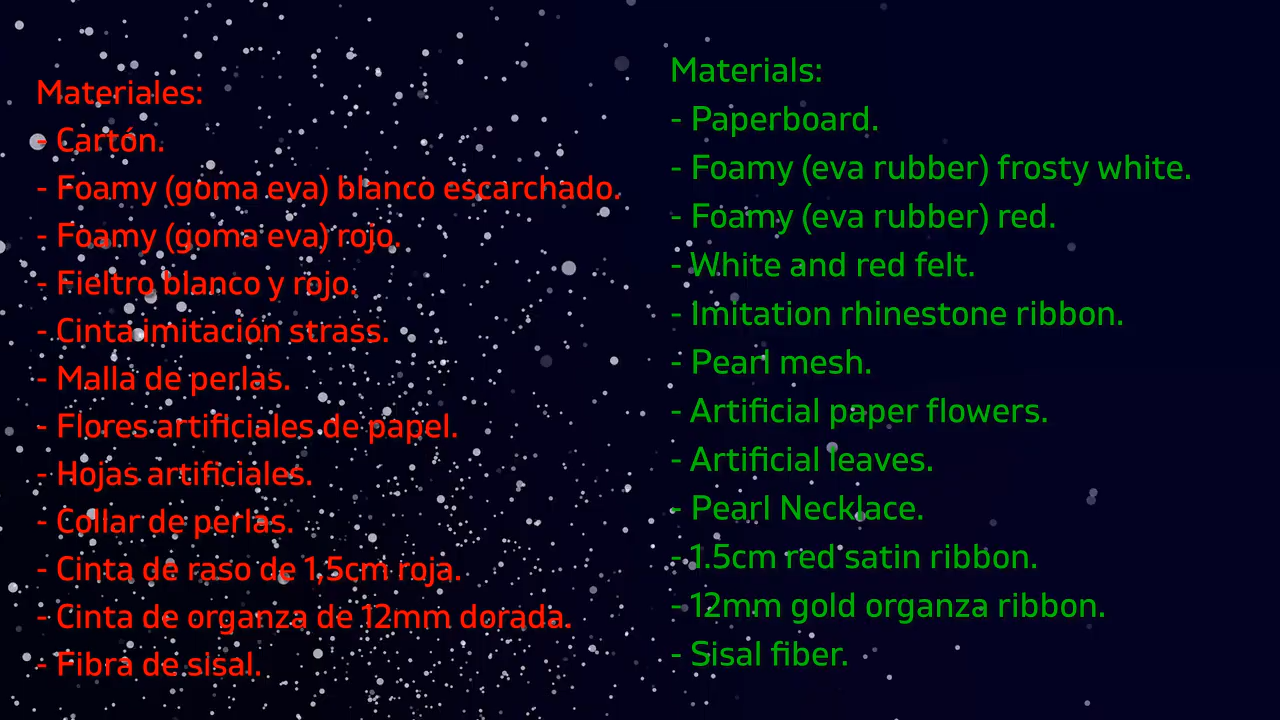 Materiales:
- Cartón.
- Foamy (goma eva) blanco escarchado.
- Foamy (goma eva) rojo.
- Fieltro blanco y rojo.
- Cinta imitación strass.
- Malla de perlas.
- Flores artificiales de papel.
- Hojas artificiales.
- Collar de perlas.
- Cinta de raso de 1.5cm roja.
- Cinta de organza de 12mm dorada.
- Fibra de sisal.
Materials:
- Paperboard.
- Foamy (eva rubber) frosty white.
- Foamy (eva rubber) red.
- White and red felt.
- Imitation rhinestone ribbon.
- Pearl mesh.
- Artificial paper flowers.
- Artificial leaves.
- Pearl Necklace.
- 1.5cm red satin ribbon.
- 12mm gold organza ribbon.
- Sisal fiber.